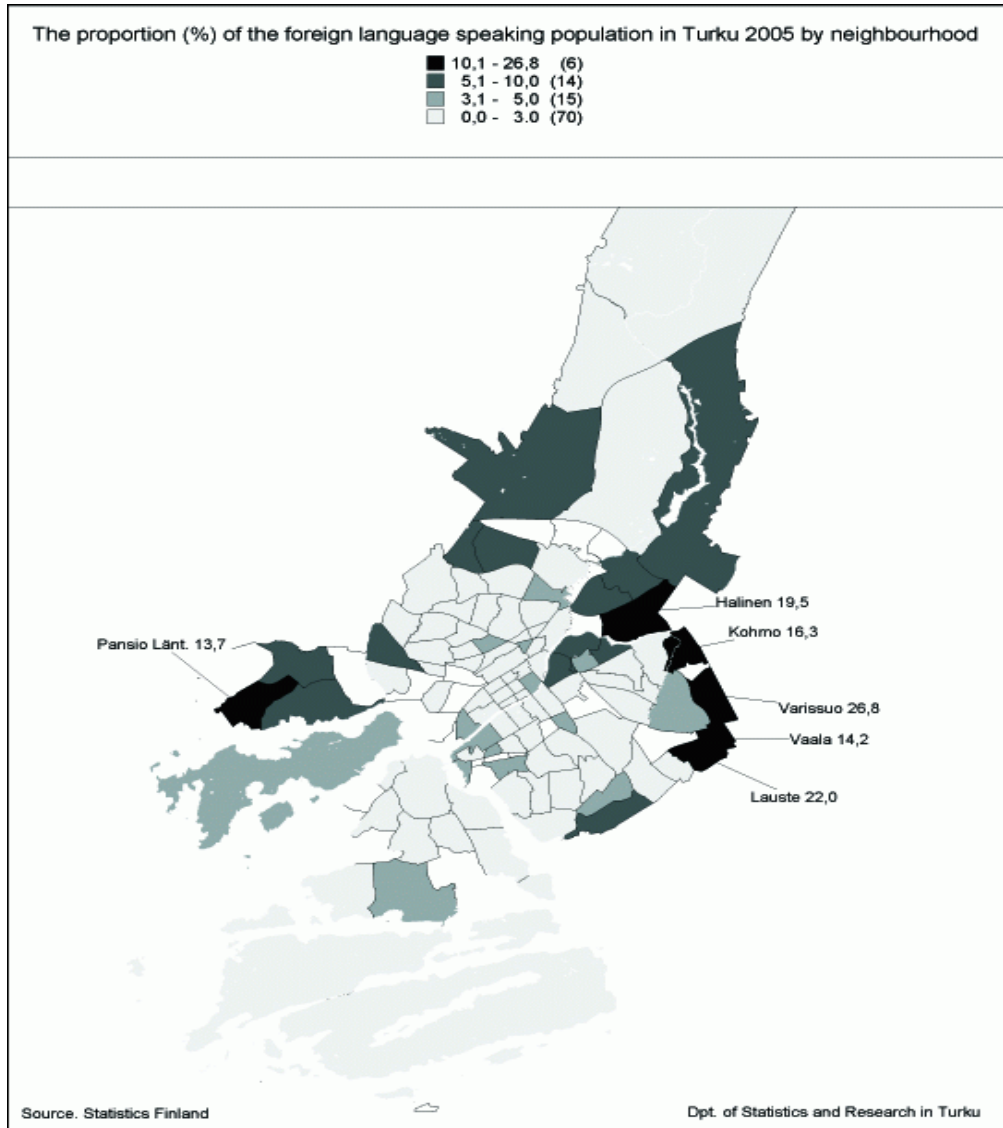 The proportion (%) of the foreign language speaking population in Turku 2005 by neighbourhood
10,1 - 26,8 (6)
5,1 - 10,0 (14)
3,1 - 5,0 (15)
0,0 - 3.0 (70)
Halinen 19,5
Kohmo 16,3
Pansio Länt. 13,7
Varissuo 26,8
Vaala 14,2
Lauste 22,0
Source. Statistics Finland
Dpt. of Statistics and Research in Turku